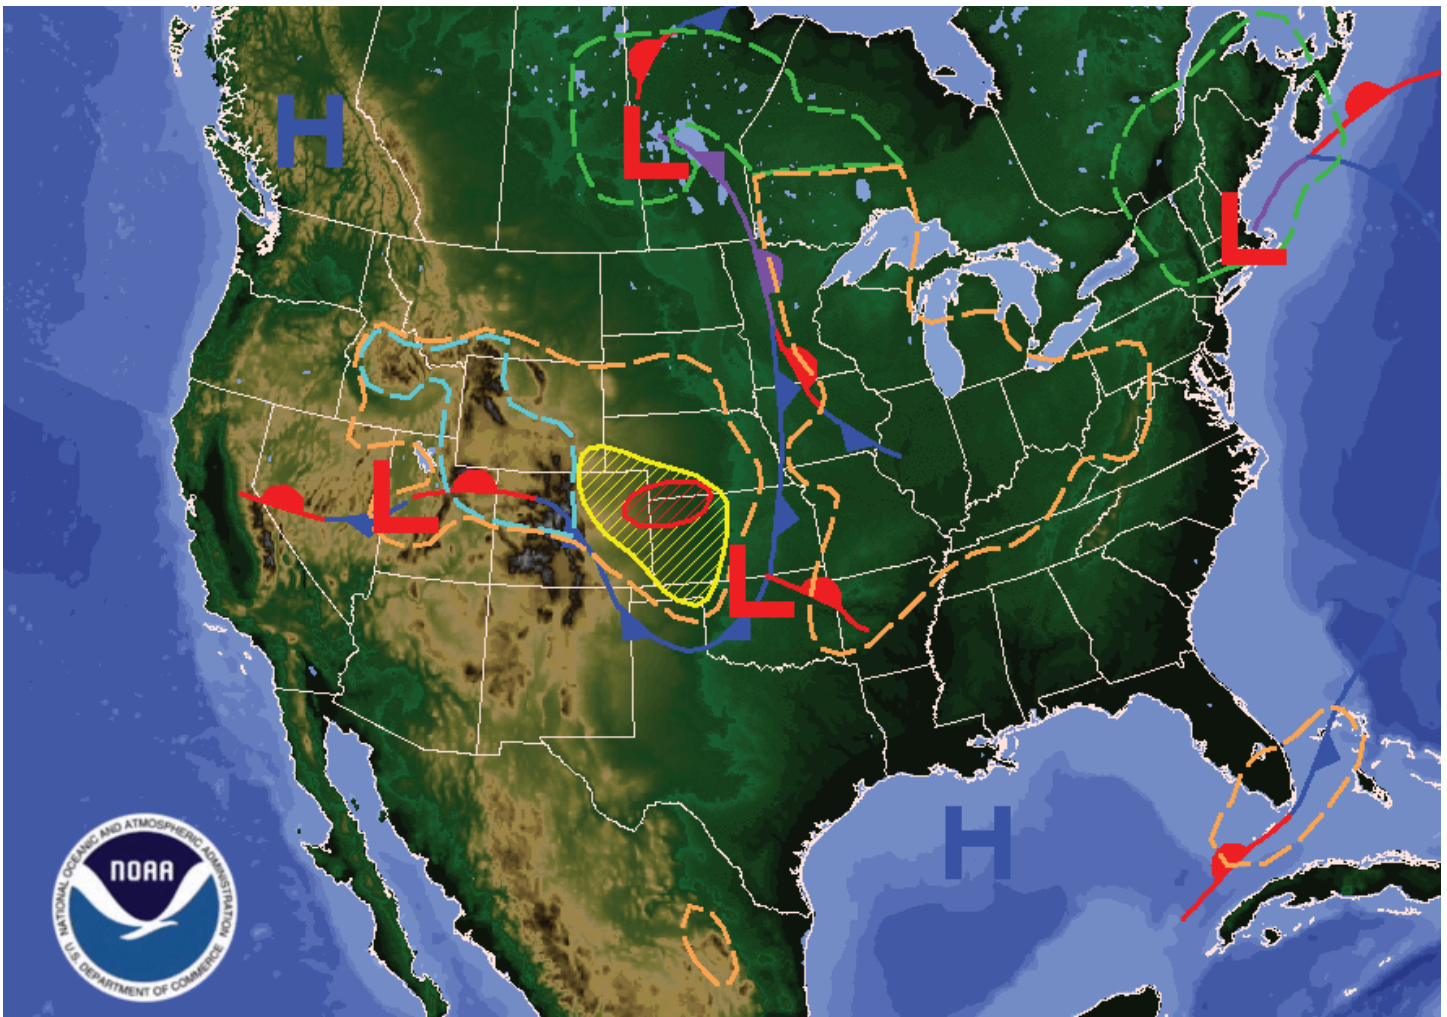 H
L
L
L
L
H
NATIONAL OCEANIC AND ATMOSPHERIC ADMINISTRATION
NOAA
U.S. DEPARTMENT OF COMMERCE